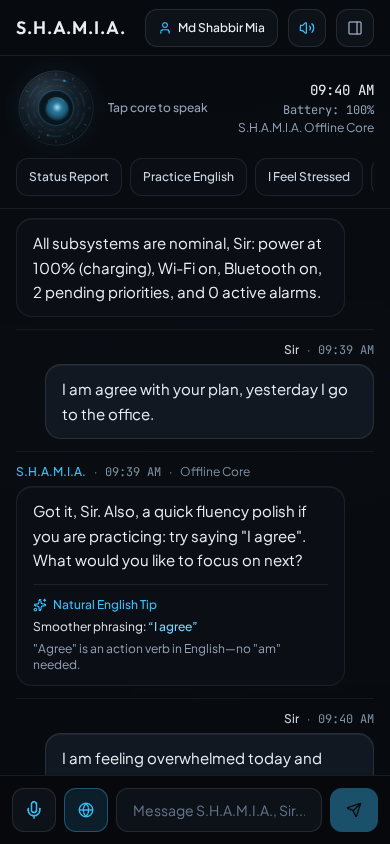 S.H.A.M.I.A.
Md Shabbir Mia
09:40 AM
Tap core to speak
Battery: 100%
S.H.A.M.I.A. Offline Core
Status Report
Practice English
I Feel Stressed
All subsystems are nominal, Sir: power at
100% (charging), Wi-Fi on, Bluetooth on,
2 pending priorities, and 0 active alarms.
Sir · 09:39 AM
I am agree with your plan, yesterday I go
to the office.
S.H.A.M.I.A. · 09:39 AM · Offline Core
Got it, Sir. Also, a quick fluency polish if
you are practicing: try saying "I agree".
What would you like to focus on next?
Natural English Tip
Smoother phrasing: “I agree”
"Agree" is an action verb in English—no "am"
needed.
Sir · 09:40 AM
I am feeling overwhelmed today and
Message S.H.A.M.I.A., Sir...